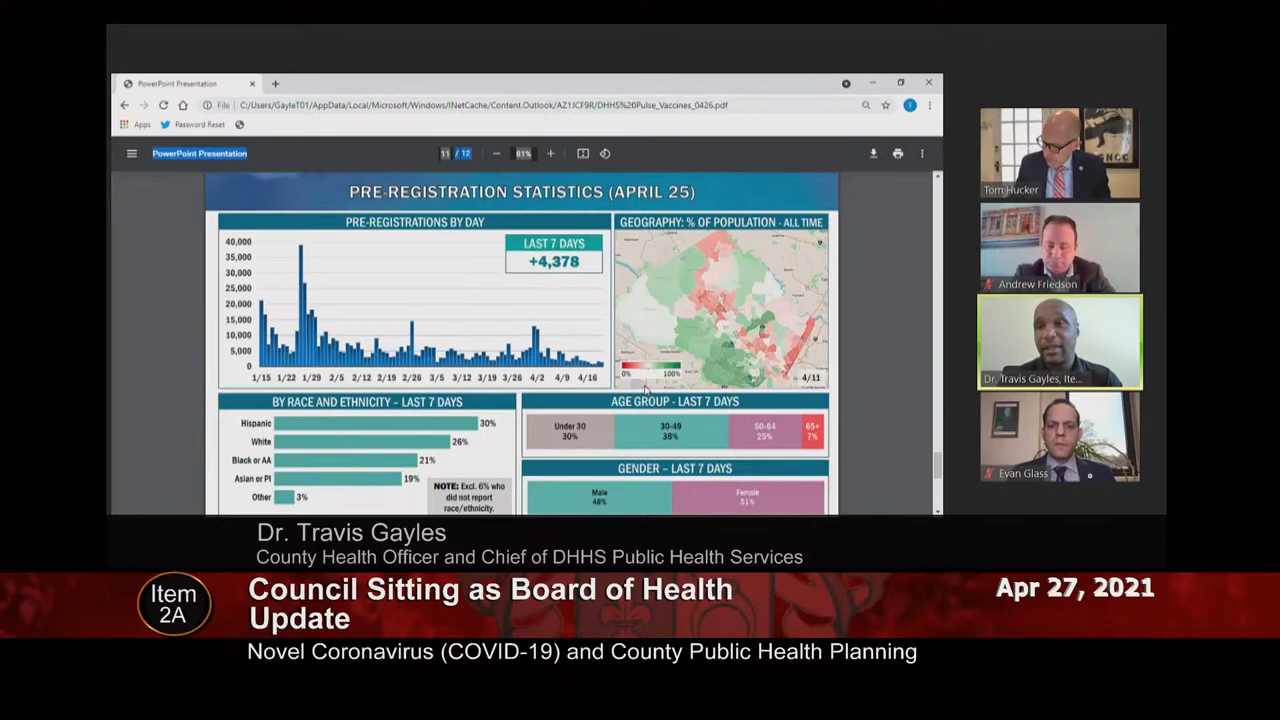 PowerPoint Presentation
File C:/Users/GayleT01/AppData/Local/Microsoft/Windows/INetCache/Content.Outlook/AZ1JCF9R/DHHS%20Pulse_Vaccines_0426.pdf
Apps Password Reset
PowerPoint Presentation 11 / 12 81%
PRE-REGISTRATION STATISTICS (APRIL 25)
PRE-REGISTRATIONS BY DAY
40,000
35,000
30,000
25,000
20,000
15,000
10,000
5,000
0
1/15 1/22 1/29 2/5 2/12 2/19 2/26 3/5 3/12 3/19 3/26 4/2 4/9 4/16
LAST 7 DAYS
+4,378
GEOGRAPHY: % OF POPULATION - ALL TIME
0% 100%
4/11
BY RACE AND ETHNICITY – LAST 7 DAYS
Hispanic 30%
White 26%
Black or AA 21%
Asian or PI 19%
Other 3%
NOTE: Excl. 6% who
did not report
race/ethnicity.
AGE GROUP - LAST 7 DAYS
Under 30 30-49 50-64 65+
30% 38% 25% 7%
GENDER – LAST 7 DAYS
Male Female
48% 51%
Tom Hucker
Andrew Friedson
Dr. Travis Gayles, Ite...
Evan Glass
Dr. Travis Gayles
County Health Officer and Chief of DHHS Public Health Services
Item
2A
Council Sitting as Board of Health
Update
Apr 27, 2021
Novel Coronavirus (COVID-19) and County Public Health Planning